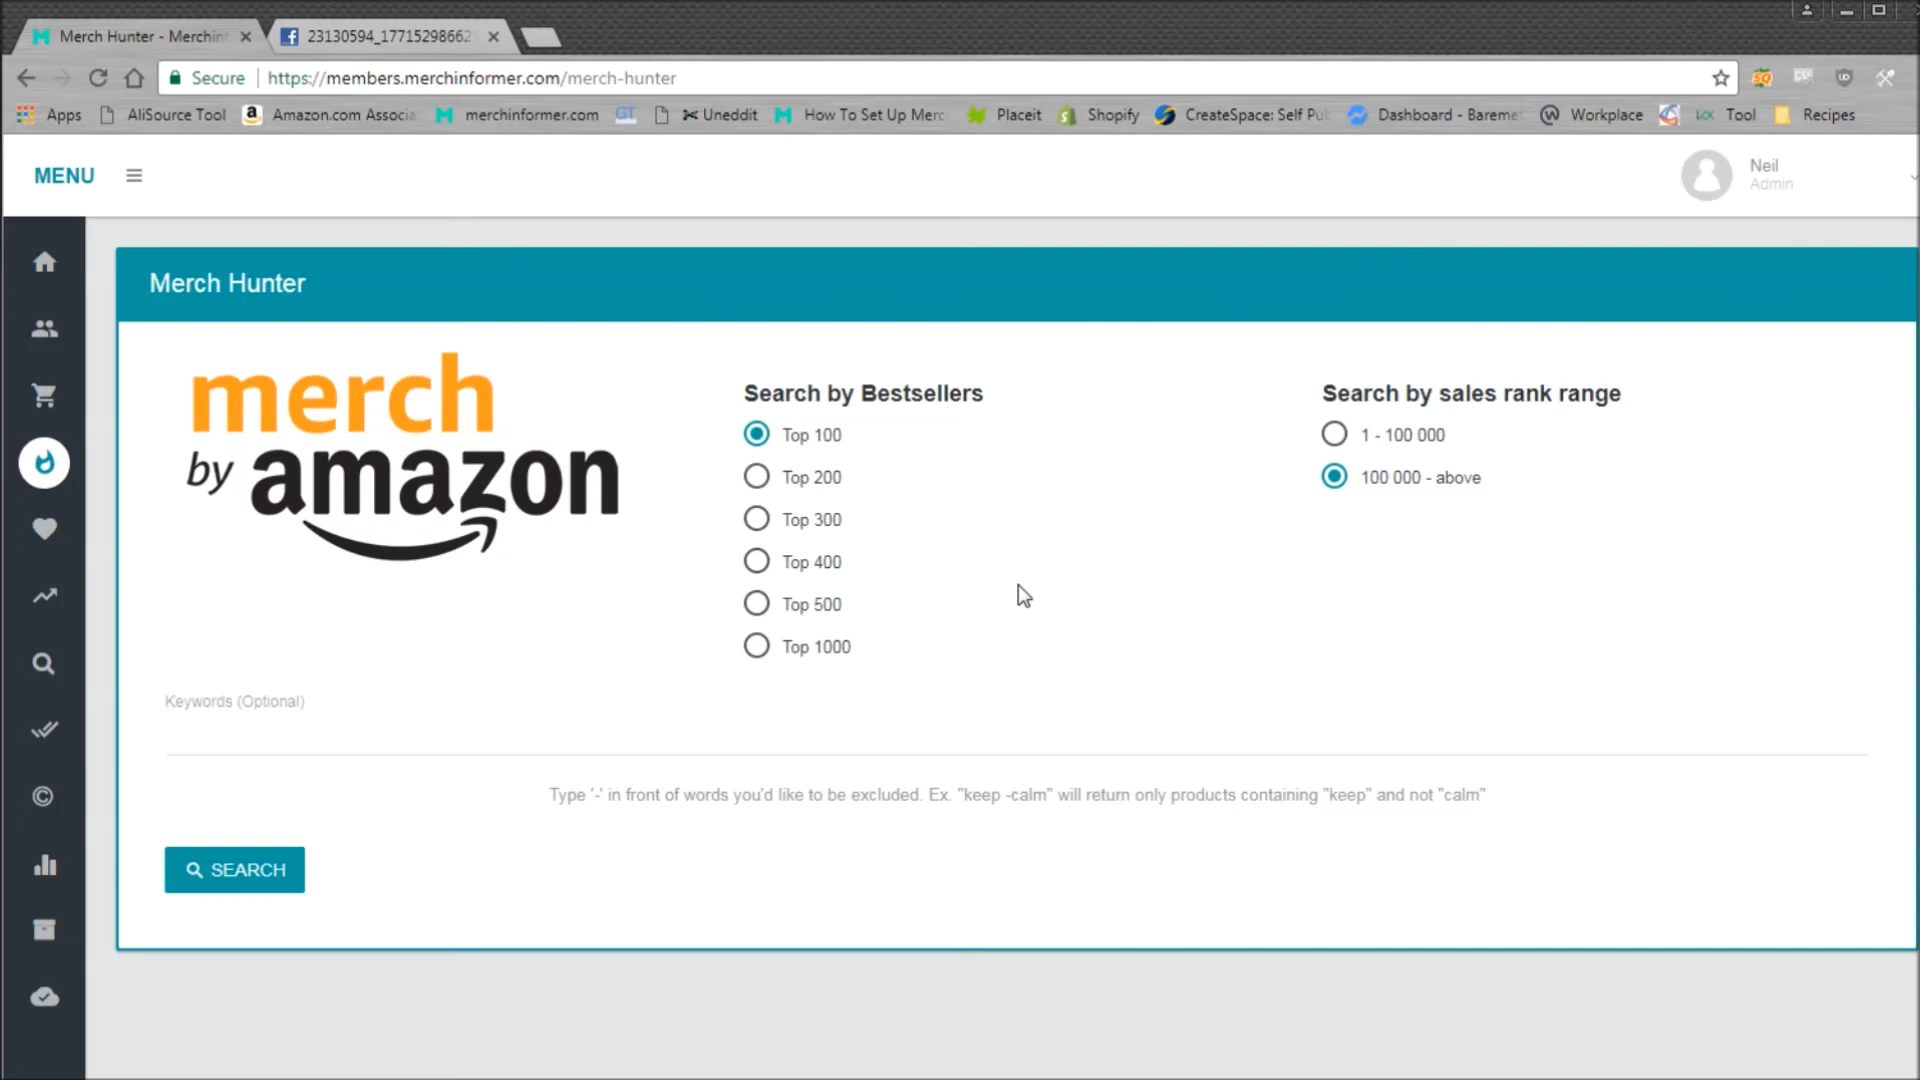 Merch Hunter - Merchin
23130594_1771529866
Secure https://members.merchinformer.com/merch-hunter
Apps AliSource Tool Amazon.com Associa merchinformer.com GT ✂ Uneddit How To Set Up Merc Placeit Shopify CreateSpace: Self Pu Dashboard - Bareme Workplace Tool Recipes
MENU
Neil
Admin
Merch Hunter
merch
by amazon
Search by Bestsellers
Top 100
Top 200
Top 300
Top 400
Top 500
Top 1000
Search by sales rank range
1 - 100 000
100 000 - above
Keywords (Optional)
Type '-' in front of words you'd like to be excluded. Ex. "keep -calm" will return only products containing "keep" and not "calm"
SEARCH